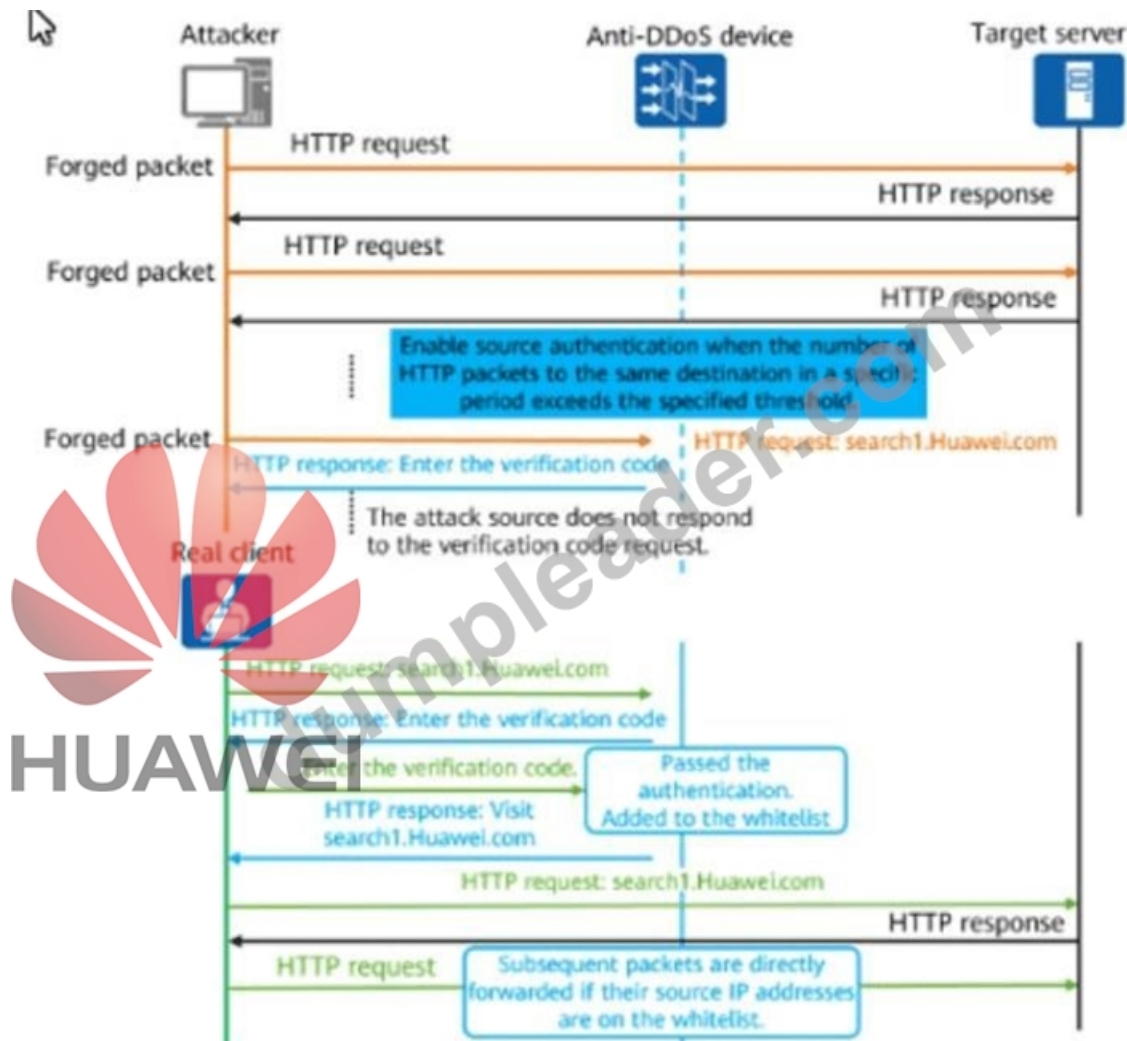 Attacker
Anti-DDoS device
Target server
HTTP request
Forged packet
HTTP response
HTTP request
Forged packet
HTTP response
Enable source authentication when the number of
HTTP packets to the same destination in a specific
period exceeds the specified threshold.
Forged packet
HTTP request: search1.Huawei.com
HTTP response: Enter the verification code
The attack source does not respond
to the verification code request.
Real client
HTTP request: search1.Huawei.com
HTTP response: Enter the verification code
Enter the verification code.
Passed the
authentication.
Added to the whitelist
HTTP response: Visit
search1.Huawei.com
HTTP request: search1.Huawei.com
HTTP response
HTTP request
Subsequent packets are directly
forwarded if their source IP addresses
are on the whitelist.
HUAWEI
dumpleader.com